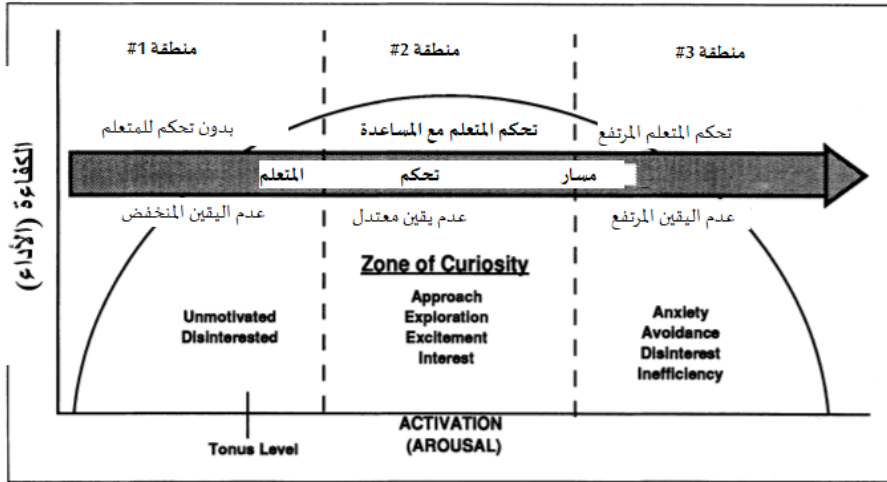 منطقة 1#
منطقة 2#
منطقة 3#
بدون تحكم للمتعلم
تحكم المتعلم مع المساعدة
تحكم المتعلم المرتفع
مسار تحكم المتعلم
عدم اليقين المنخفض
عدم يقين معتدل
عدم اليقين المرتفع
الكفاءة (الأداء)
Zone of Curiosity
Approach
Exploration
Excitement
Interest
Unmotivated
Disinterested
Anxiety
Avoidance
Disinterest
Inefficiency
Tonus Level
ACTIVATION
(AROUSAL)